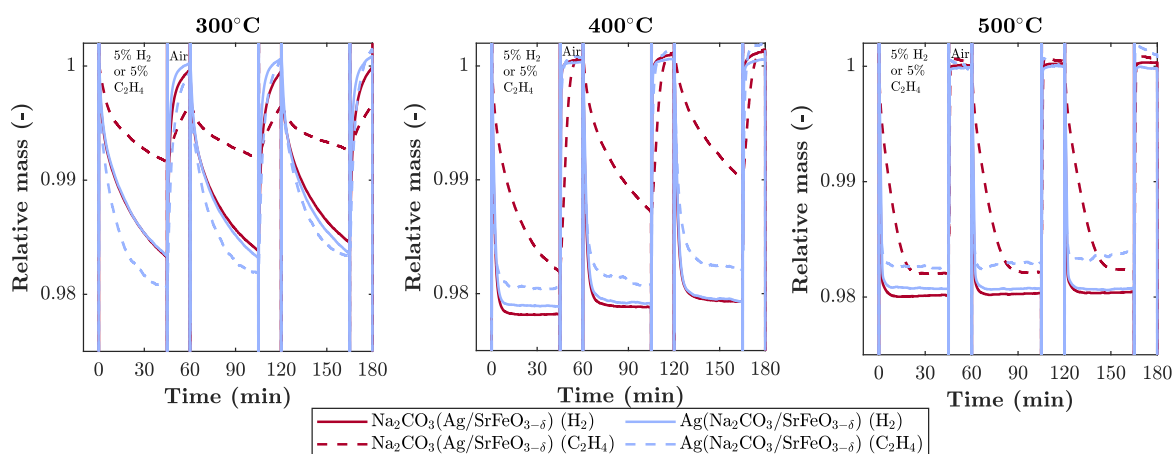 300°C
400°C
500°C
Relative mass (-)
1
0.99
0.98
5% H₂
or 5%
C₂H₄
Air
0 30 60 90 120 150 180
Time (min)
Relative mass (-)
1
0.99
0.98
5% H₂
or 5%
C₂H₄
Air
0 30 60 90 120 150 180
Time (min)
Relative mass (-)
1
0.99
0.98
5% H₂
or 5%
C₂H₄
Air
0 30 60 90 120 150 180
Time (min)
Na₂CO₃(Ag/SrFeO₃₋δ) (H₂)
Na₂CO₃(Ag/SrFeO₃₋δ) (C₂H₄)
Ag(Na₂CO₃/SrFeO₃₋δ) (H₂)
Ag(Na₂CO₃/SrFeO₃₋δ) (C₂H₄)